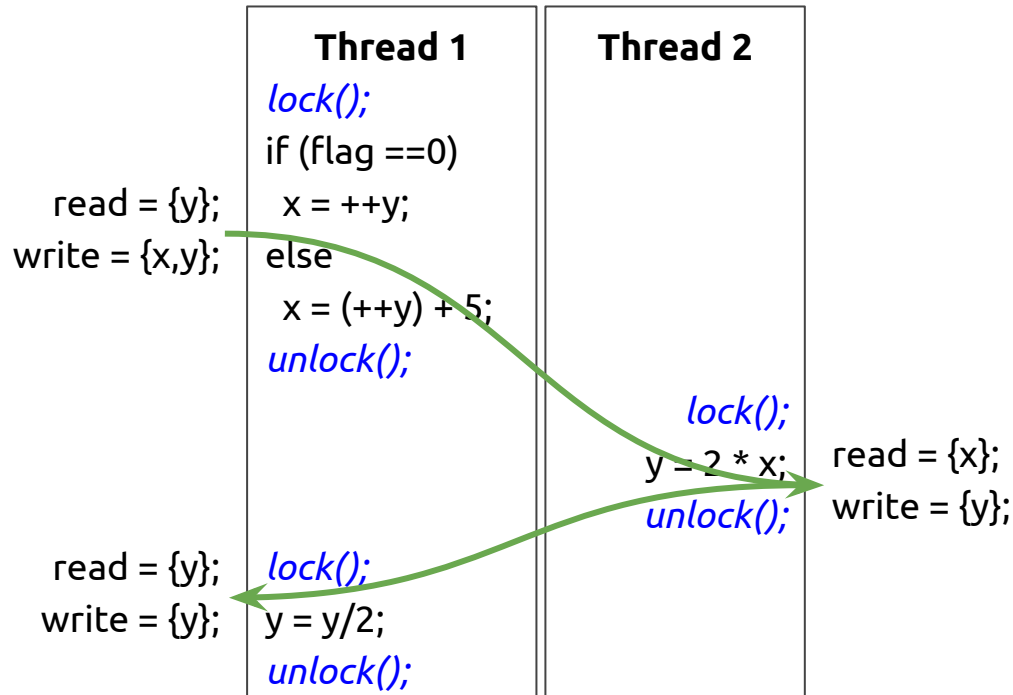 Thread 1
Thread 2
lock();
if (flag ==0)
read = {y};
x = ++y;
write = {x,y};
else
x = (++y) + 5;
unlock();
lock();
y = 2 * x;
read = {x};
unlock();
write = {y};
read = {y};
lock();
write = {y};
y = y/2;
unlock();